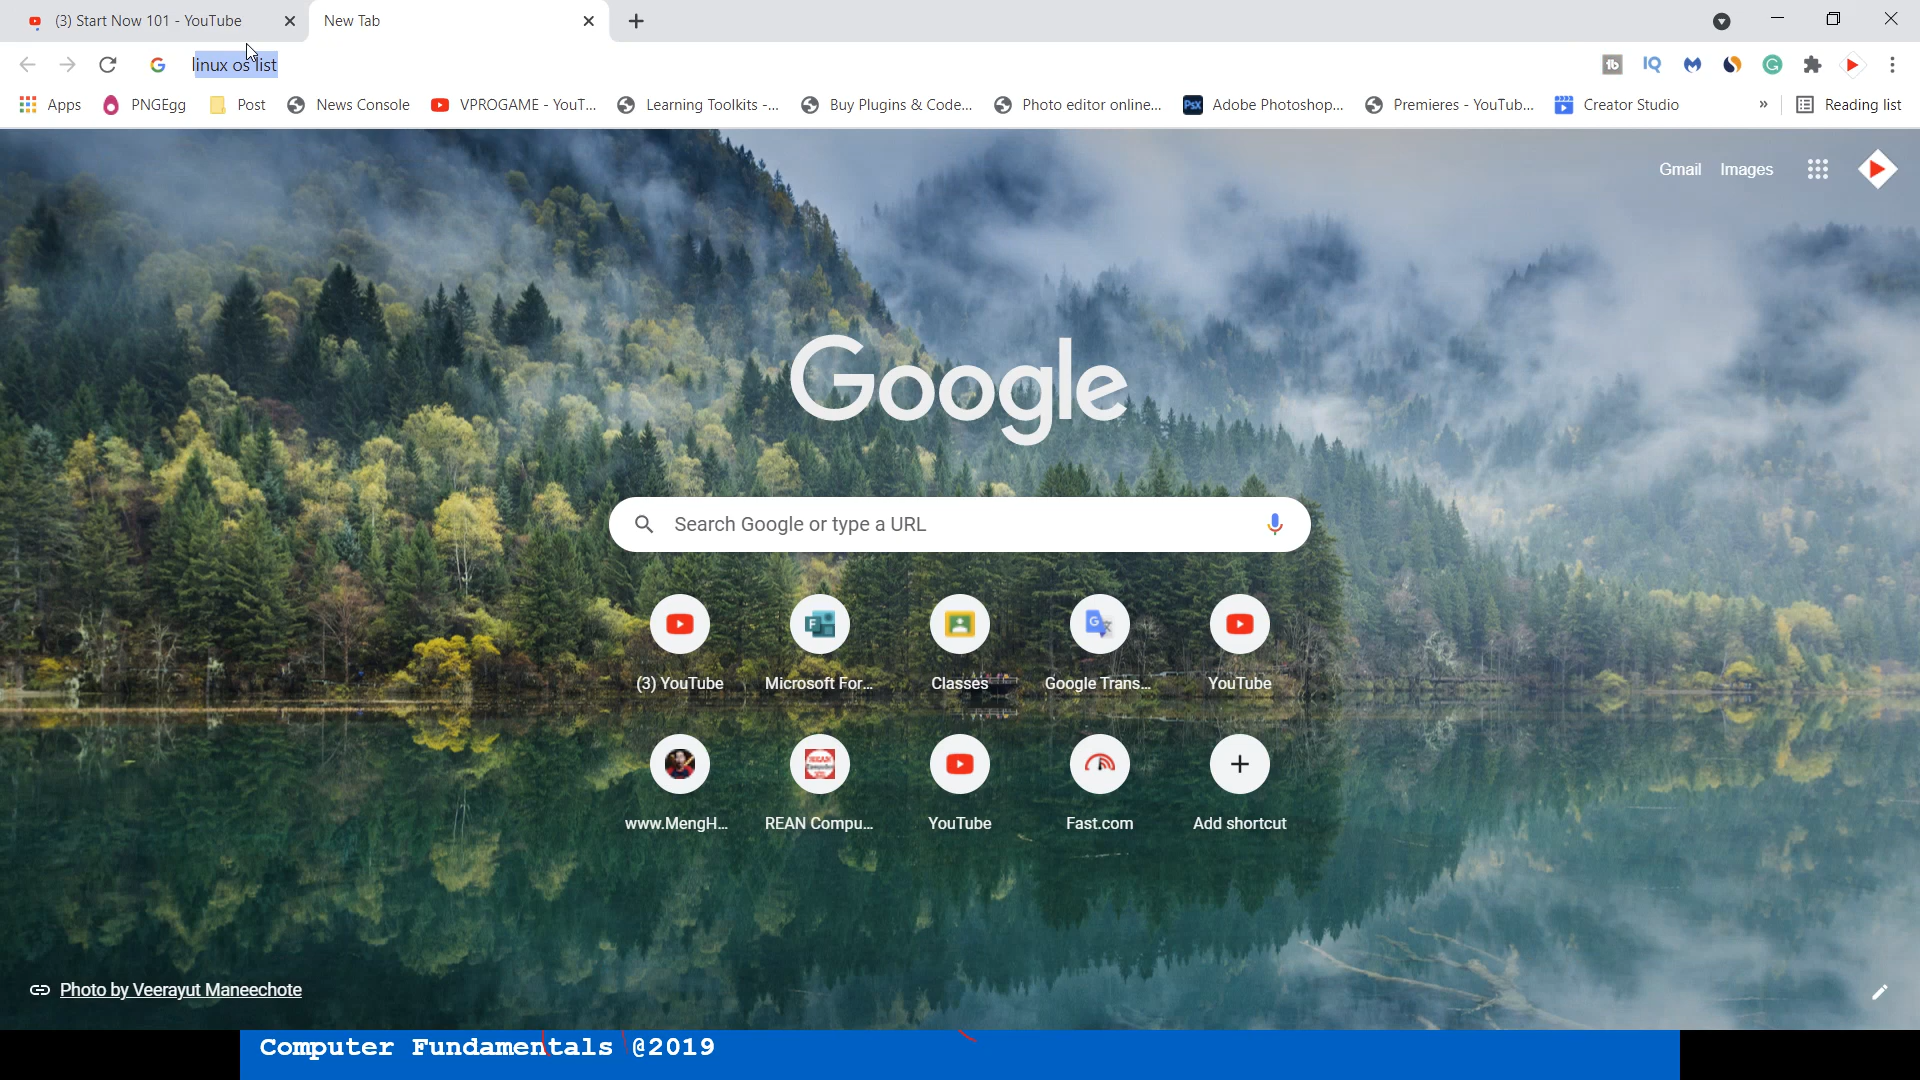 (3) Start Now 101 - YouTube
New Tab
linux os list
tb
IQ
Apps
PNGEgg
Post
News Console
VPROGAME - YouT...
Learning Toolkits -...
Buy Plugins & Code...
Photo editor online...
Adobe Photoshop...
Premieres - YouTub...
Creator Studio
»
Reading list
Gmail
Images
Google
Search Google or type a URL
(3) YouTube
Microsoft For...
Classes
Google Trans...
YouTube
www.MengH...
REAN Compu...
YouTube
Fast.com
Add shortcut
Photo by Veerayut Maneechote
Computer Fundamentals @2019